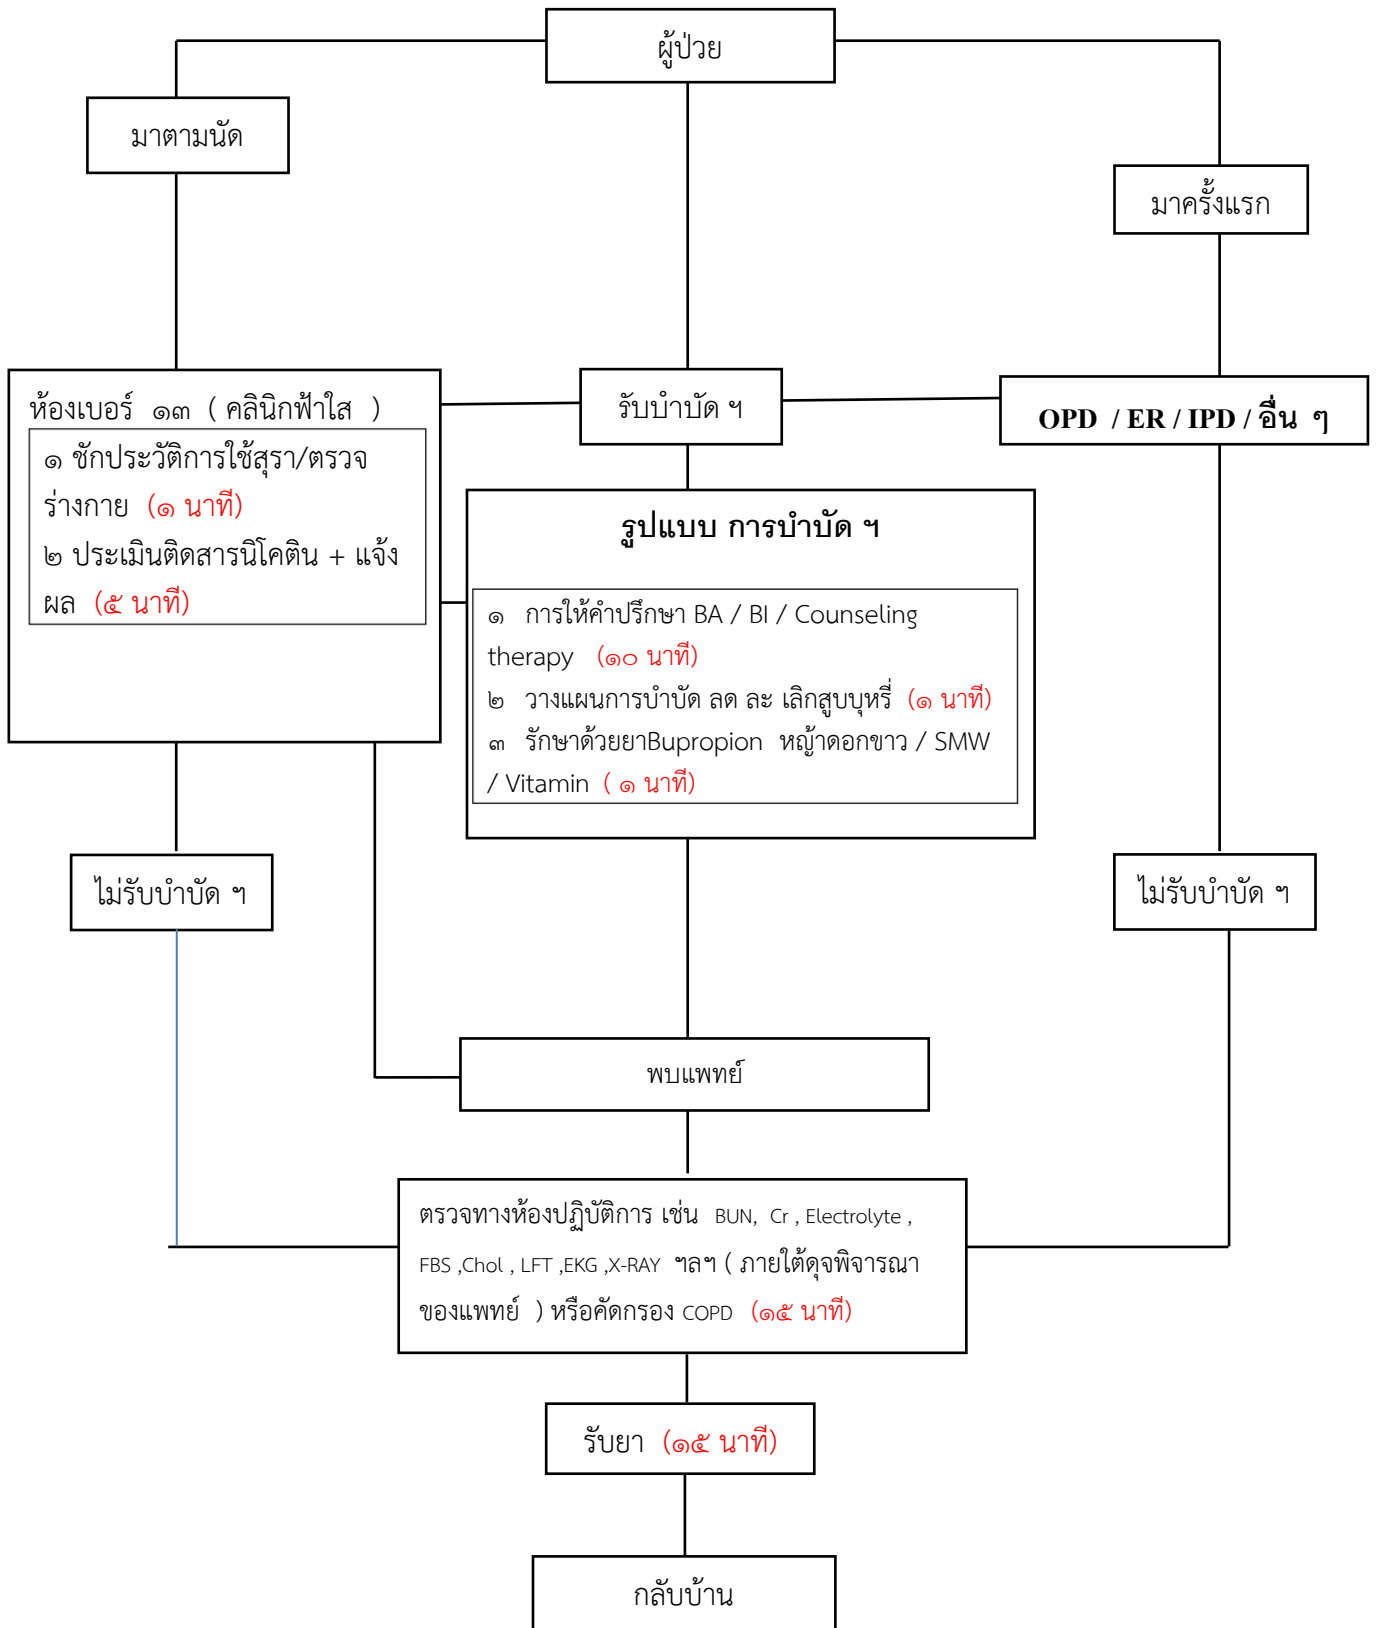 ผู้ป่วย
มาตามนัด
มาครั้งแรก
ห้องเบอร์ ๑๓ ( คลินิกฟ้าใส )
๑ ซักประวัติการใช้สุรา/ตรวจ
ร่างกาย (๑ นาที)
๒ ประเมินติดสารนิโคติน + แจ้ง
ผล (๕ นาที)
รับบำบัด ฯ
OPD / ER / IPD / อื่น ๆ
รูปแบบ การบำบัด ฯ
๑ การให้คำปรึกษา BA / BI / Counseling
therapy (๑๐ นาที)
๒ วางแผนการบำบัด ลด ละ เลิกสูบบุหรี่ (๑ นาที)
๓ รักษาด้วยยาBupropion หญ้าดอกขาว / SMW
/ Vitamin ( ๑ นาที)
ไม่รับบำบัด ฯ
ไม่รับบำบัด ฯ
พบแพทย์
ตรวจทางห้องปฏิบัติการ เช่น BUN, Cr , Electrolyte ,
FBS ,Chol , LFT ,EKG ,X-RAY ฯลฯ ( ภายใต้ดุจพิจารณา
ของแพทย์ ) หรือคัดกรอง COPD (๑๕ นาที)
รับยา (๑๕ นาที)
กลับบ้าน